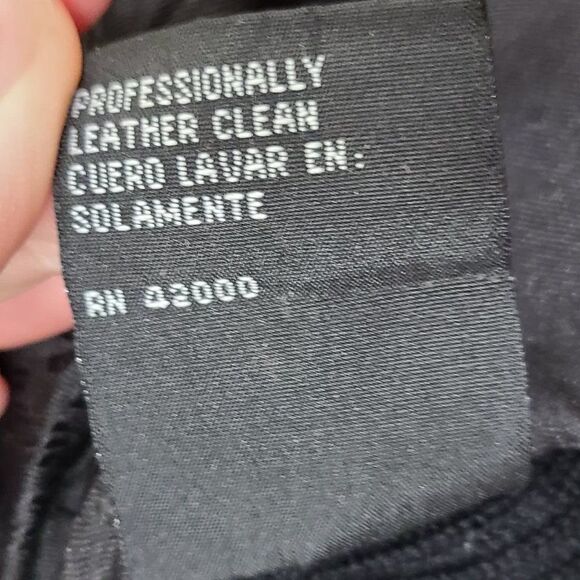 PROFESSIONALLY
LEATHER CLEAN
CUERO LAVAR EN:
SOLAMENTE
RN 42000